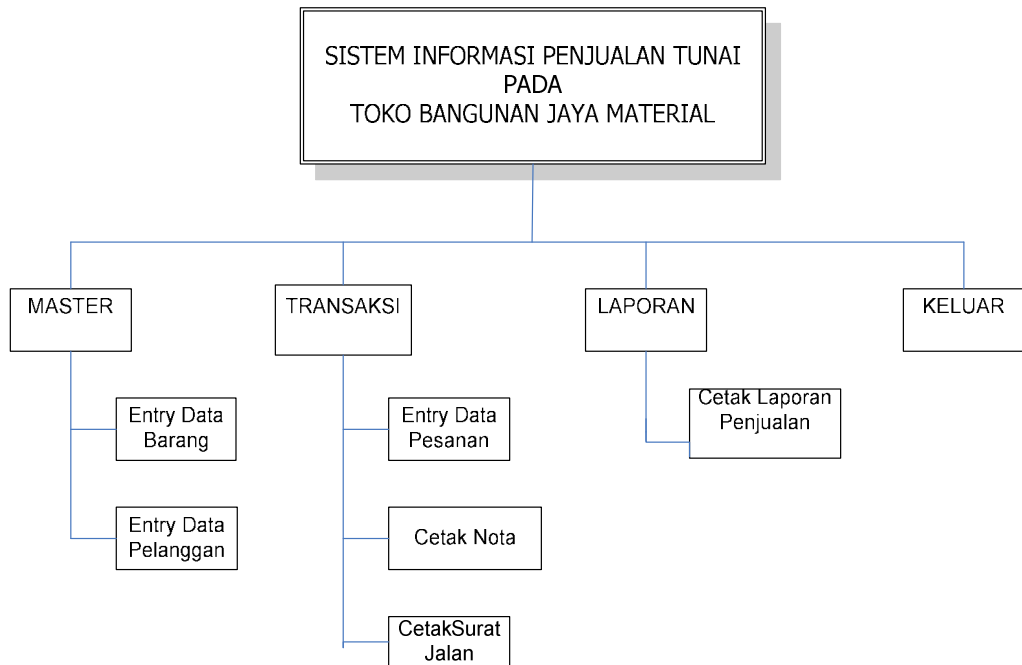 SISTEM INFORMASI PENJUALAN TUNAI
PADA
TOKO BANGUNAN JAYA MATERIAL
MASTER
TRANSAKSI
LAPORAN
KELUAR
Entry Data
Barang
Entry Data
Pelanggan
Entry Data
Pesanan
Cetak Nota
CetakSurat
Jalan
Cetak Laporan
Penjualan